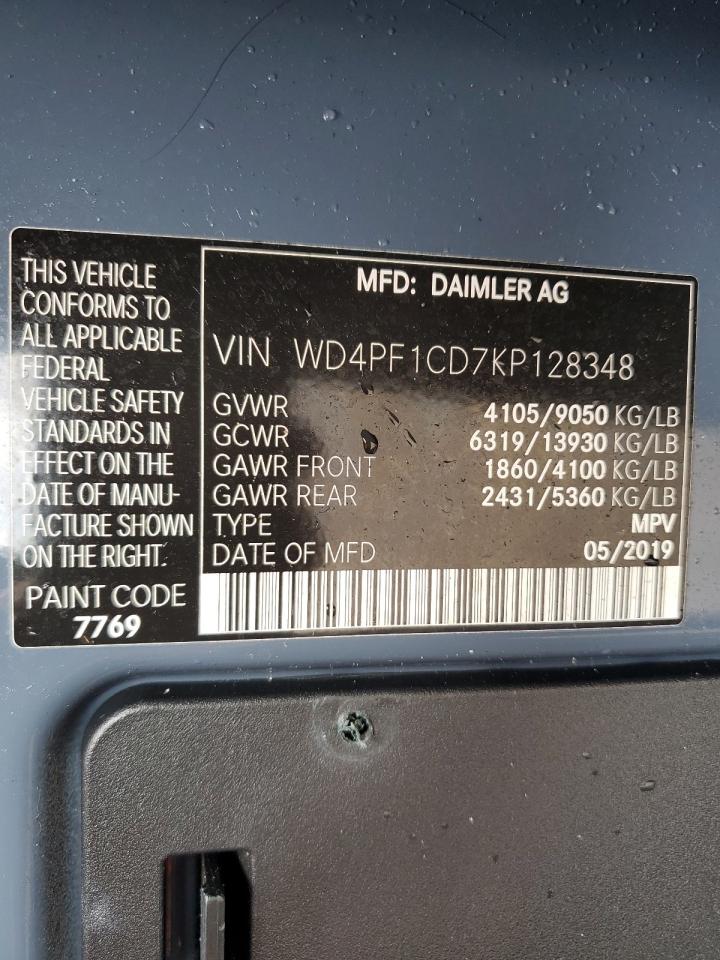 THIS VEHICLE
CONFORMS TO
ALL APPLICABLE
FEDERAL
VEHICLE SAFETY
STANDARDS IN
EFFECT ON THE
DATE OF MANU-
FACTURE SHOWN
ON THE RIGHT.
PAINT CODE
7769
MFD: DAIMLER AG
VIN WD4PF1CD7KP128348
GVWR 4105/9050 KG/LB
GCWR 6319/13930 KG/LB
GAWR FRONT 1860/4100 KG/LB
GAWR REAR 2431/5360 KG/LB
TYPE MPV
DATE OF MFD 05/2019